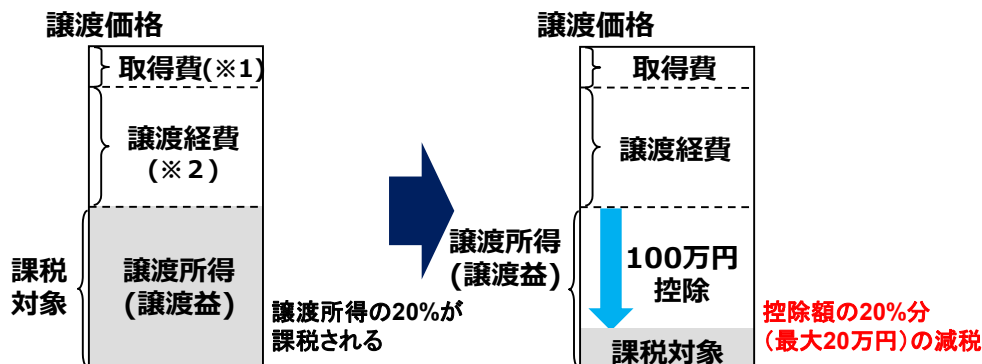 譲渡価格
取得費(※1)
譲渡経費
(※２)
課税
対象
譲渡所得
(譲渡益)
譲渡所得の20%が
課税される
譲渡価格
取得費
譲渡経費
譲渡所得
(譲渡益)
100万円
控除
課税対象
控除額の20%分
（最大20万円）の減税